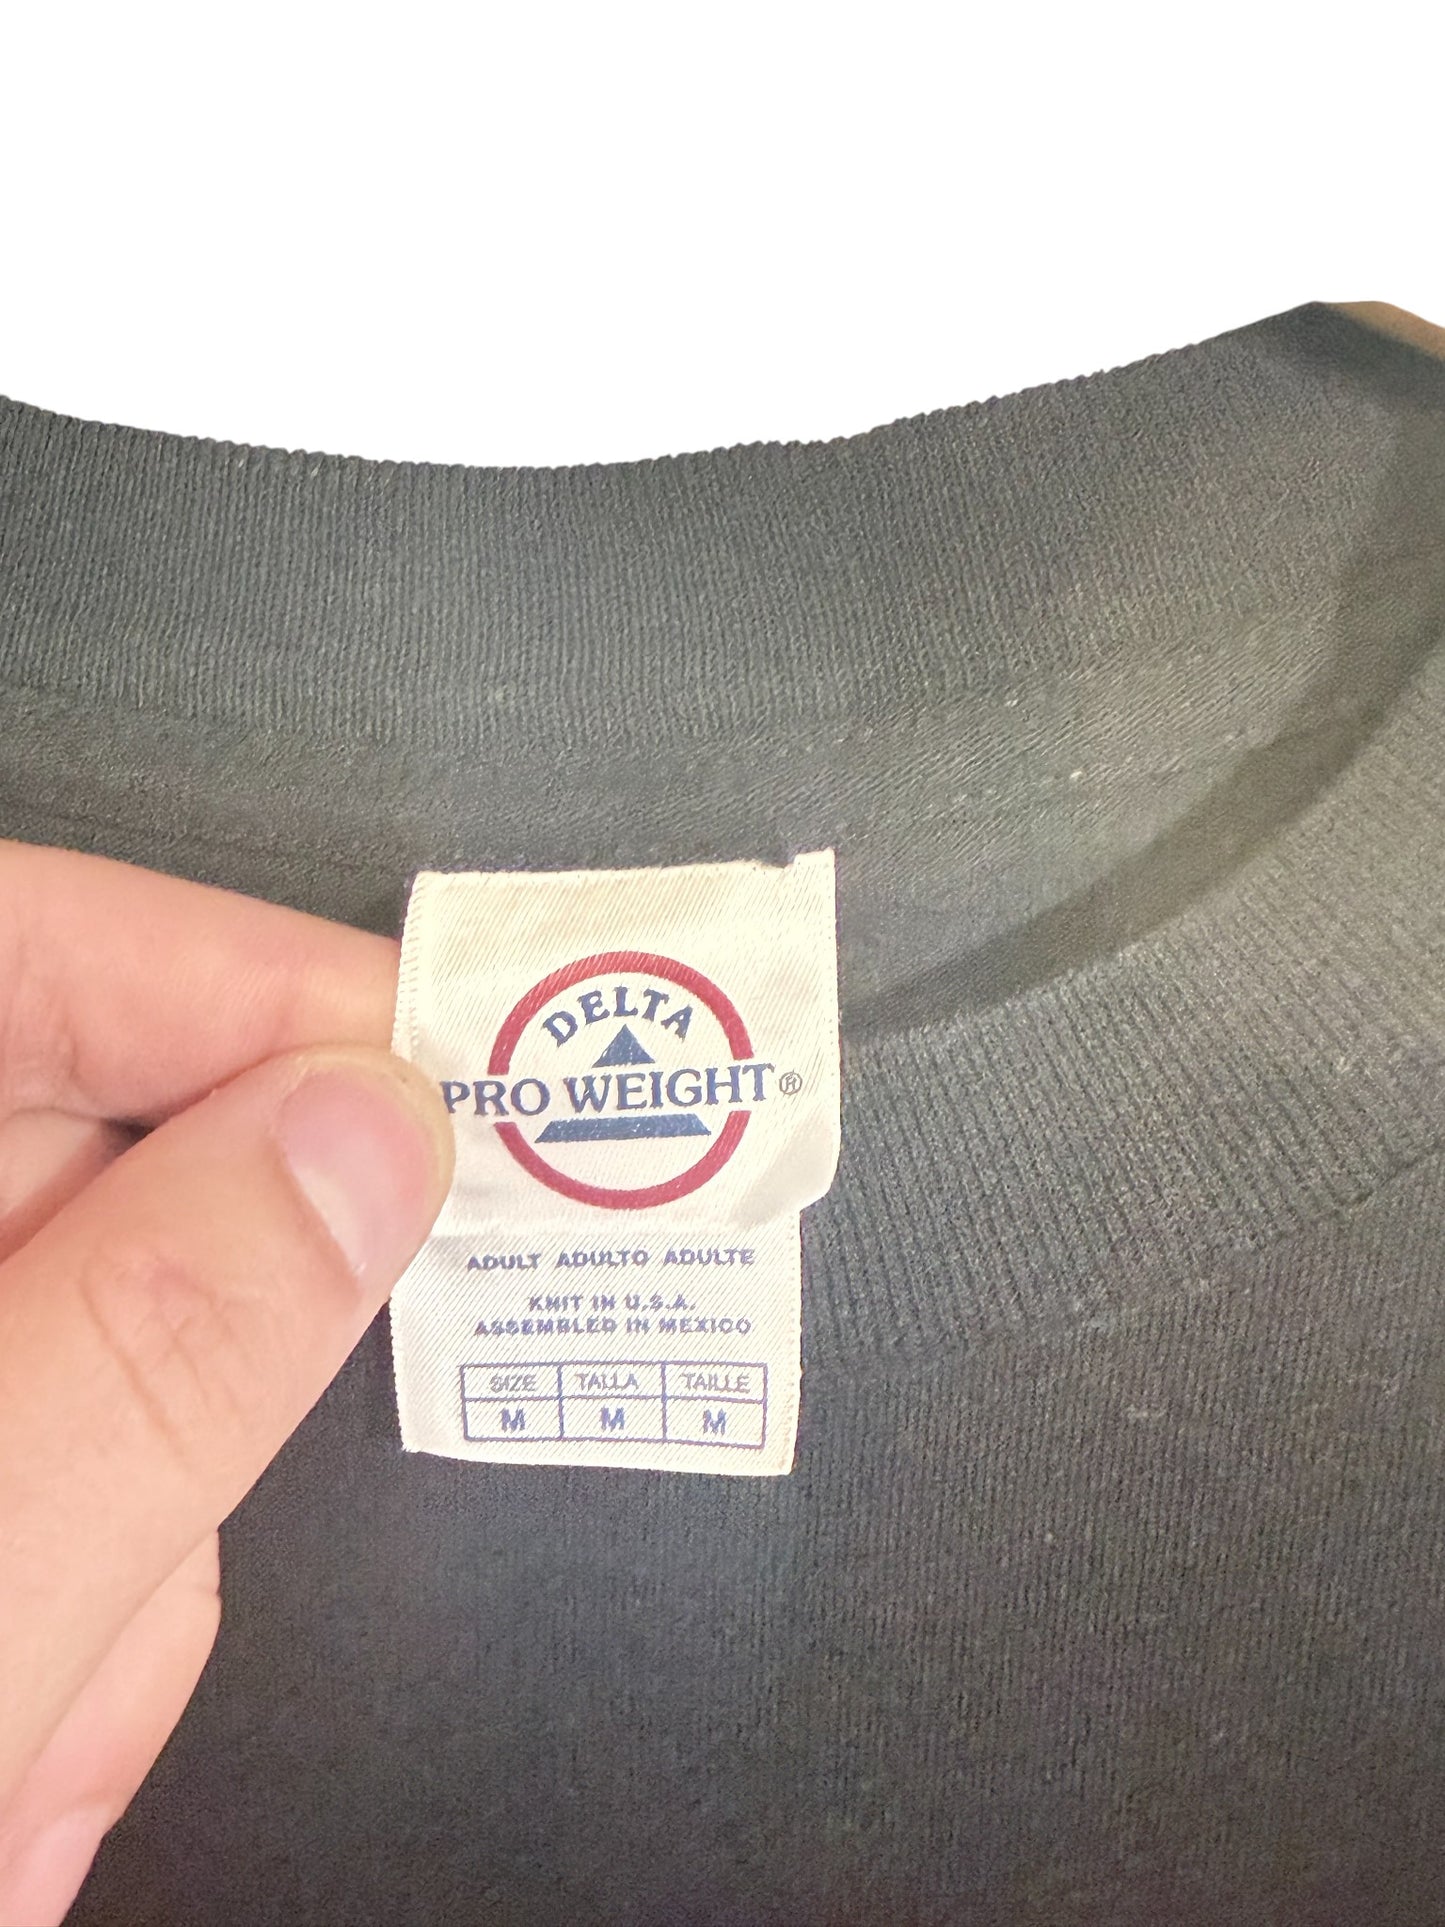 DELTA
PRO WEIGHT®
ADULT ADULTO ADULTE
KNIT IN U.S.A.
ASSEMBLED IN MEXICO
SIZE TALLA TAILLE
M M M